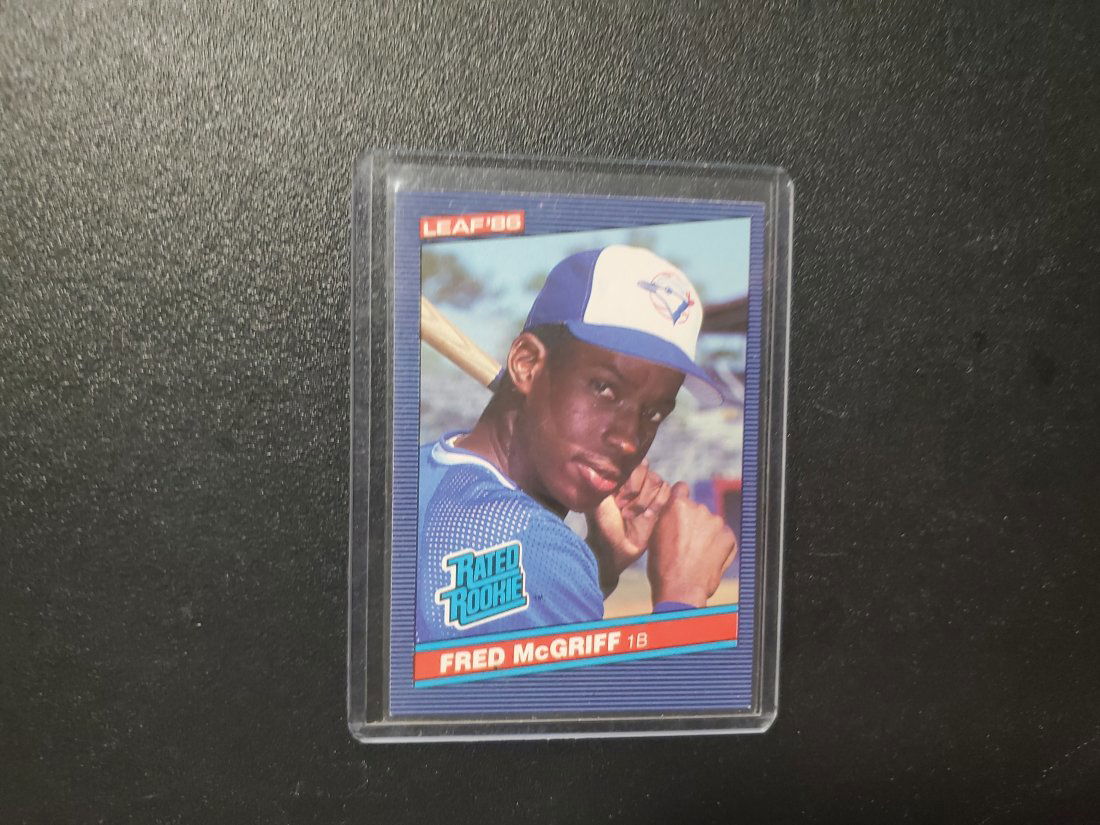 LEAF '86
RATED
ROOKIE
FRED McGRIFF 1B